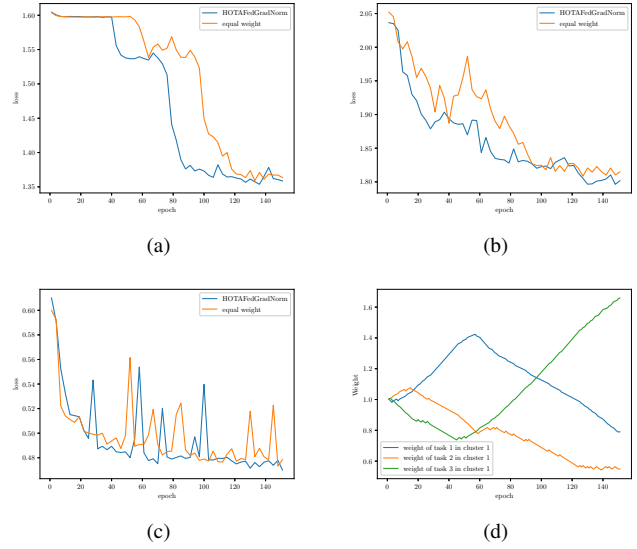 HOTAFedGradNorm
equal weight
1.60
1.55
1.50
1.45
1.40
1.35
loss
0 20 40 60 80 100 120 140
epoch
(a)
HOTAFedGradNorm
equal weight
2.05
2.00
1.95
1.90
1.85
1.80
loss
0 20 40 60 80 100 120 140
epoch
(b)
HOTAFedGradNorm
equal weight
0.60
0.58
0.55
0.53
0.50
0.48
loss
0 20 40 60 80 100 120 140
epoch
(c)
1.6
1.4
1.2
1.0
0.8
0.6
Weight
weight of task 1 in cluster 1
weight of task 2 in cluster 1
weight of task 3 in cluster 1
0 20 40 60 80 100 120 140
epoch
(d)